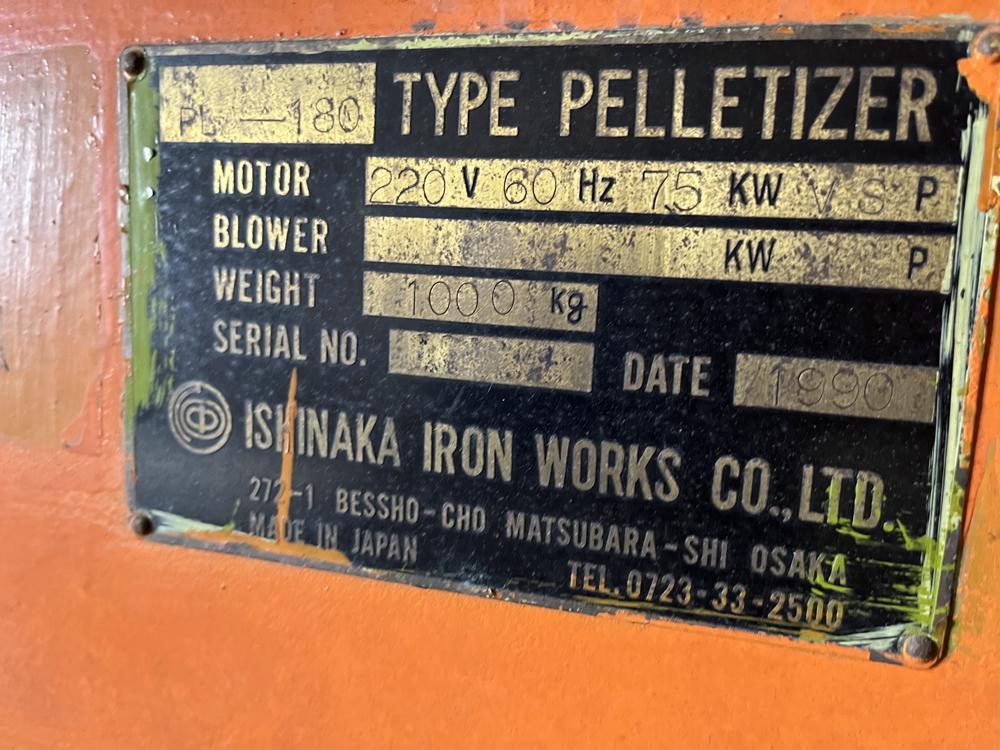 PL-180 TYPE PELLETIZER
MOTOR 220 V 60 Hz 7.5 KW V.S P
BLOWER KW P
WEIGHT 1000 kg
SERIAL NO. DATE 1990
ISHINAKA IRON WORKS CO.,LTD.
272-1 BESSHO-CHO MATSUBARA-SHI OSAKA
MADE IN JAPAN TEL.0723-33-2500